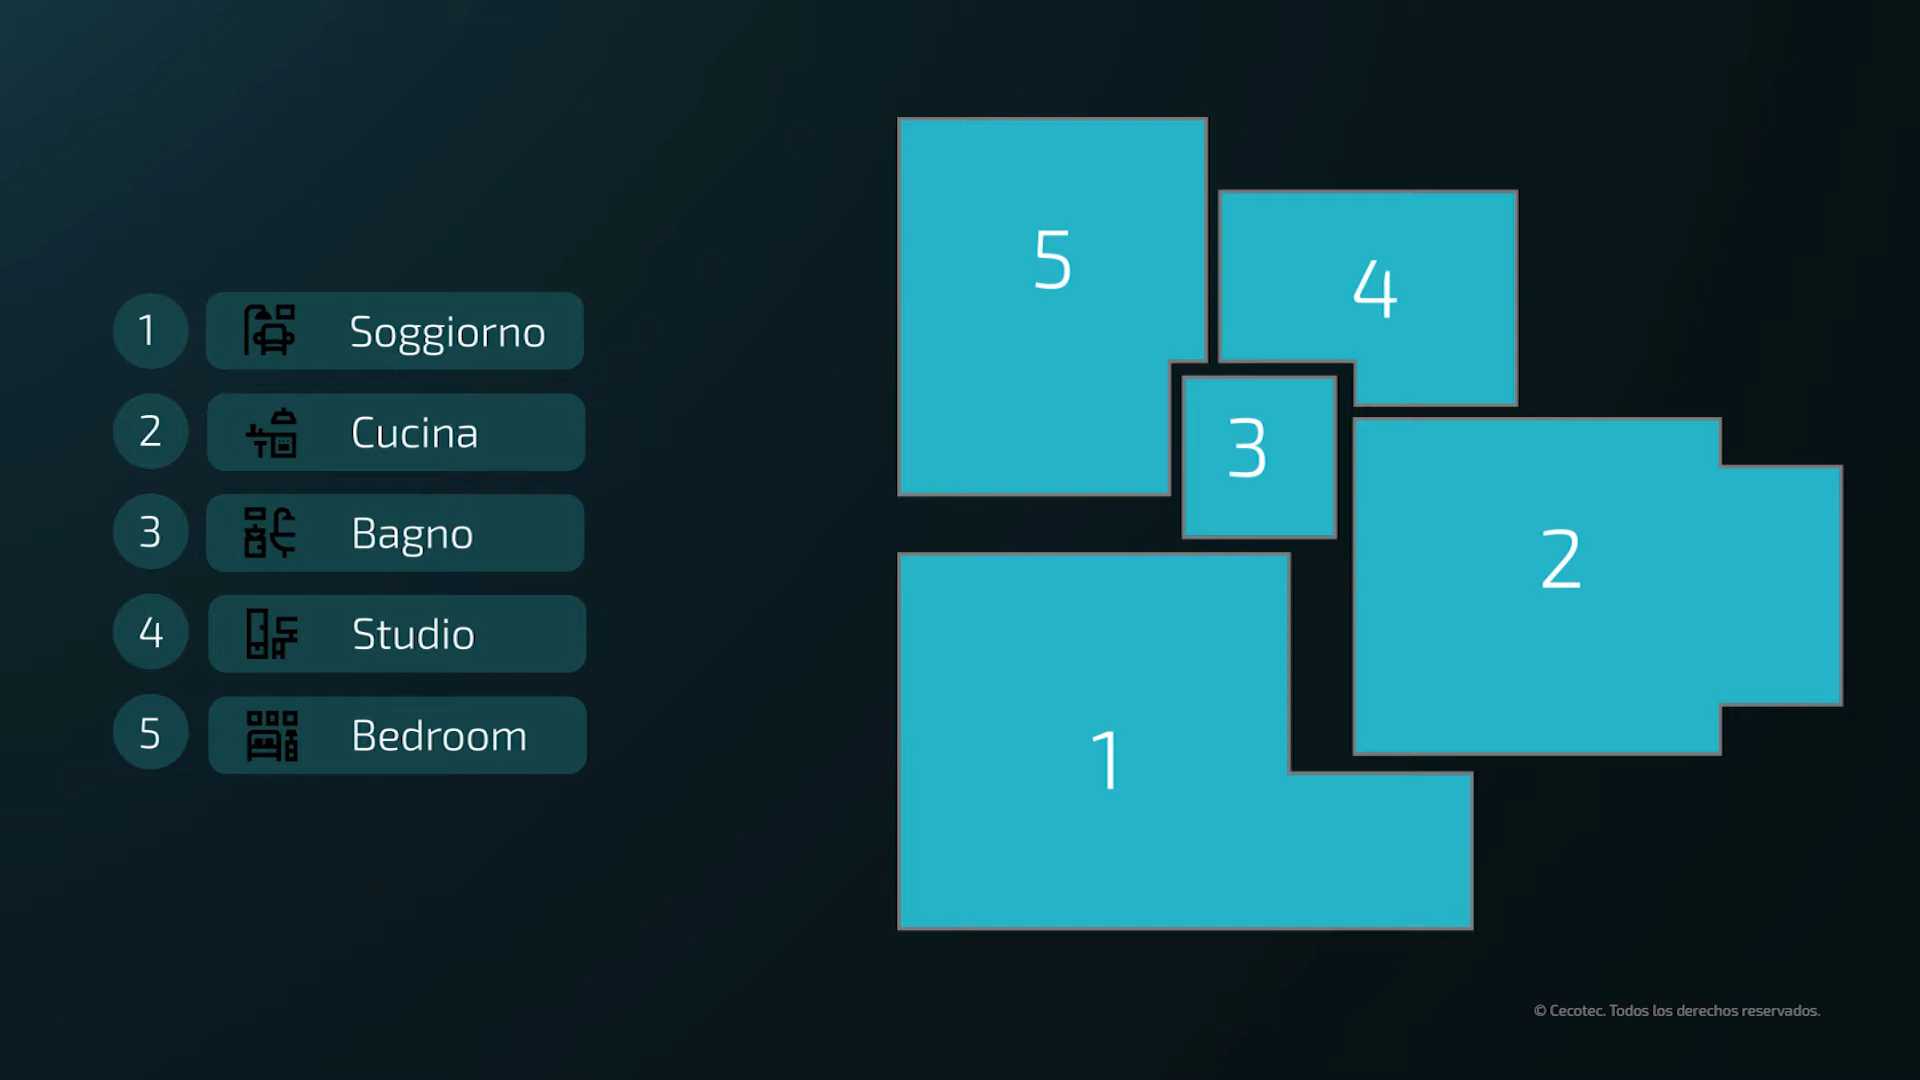 1 Soggiorno
2 Cucina
3 Bagno
4 Studio
5 Bedroom
5
4
3
2
1
© Cecotec. Todos los derechos reservados.